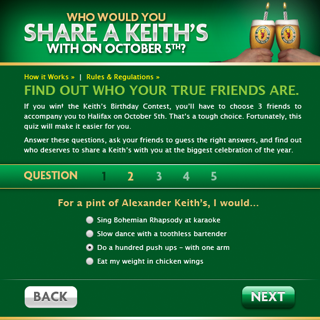 WHO WOULD YOU
SHARE A KEITH'S
WITH ON OCTOBER 5TH?
How it Works » | Rules & Regulations »
FIND OUT WHO YOUR TRUE FRIENDS ARE.
If you win† the Keith's Birthday Contest, you'll have to choose 3 friends to
accompany you to Halifax on October 5th. That's a tough choice. Fortunately, this
quiz will make it easier for you.
Answer these questions, ask your friends to guess the right answers, and find out
who deserves to share a Keith's with you at the biggest celebration of the year.
QUESTION 1 2 3 4 5
For a pint of Alexander Keith's, I would...
Sing Bohemian Rhapsody at karaoke
Slow dance with a toothless bartender
Do a hundred push ups – with one arm
Eat my weight in chicken wings
BACK NEXT